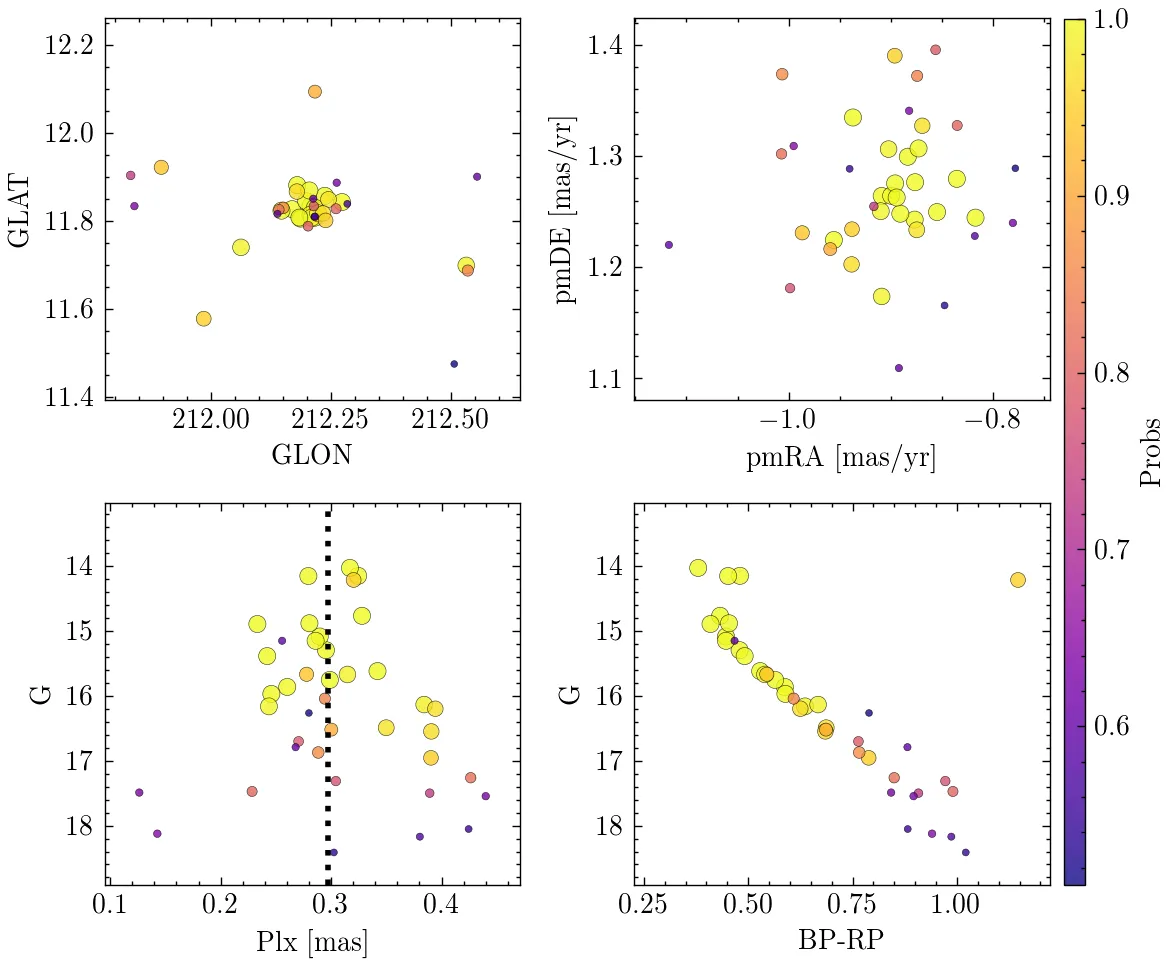 12.2
12.0
11.8
11.6
11.4
GLAT
212.00 212.25 212.50
GLON
1.4
1.3
1.2
1.1
pmDE [mas/yr]
−1.0 −0.8
pmRA [mas/yr]
14
15
16
17
18
G
0.1 0.2 0.3 0.4
Plx [mas]
14
15
16
17
18
G
0.25 0.50 0.75 1.00
BP-RP
1.0
0.9
0.8
0.7
0.6
Probs